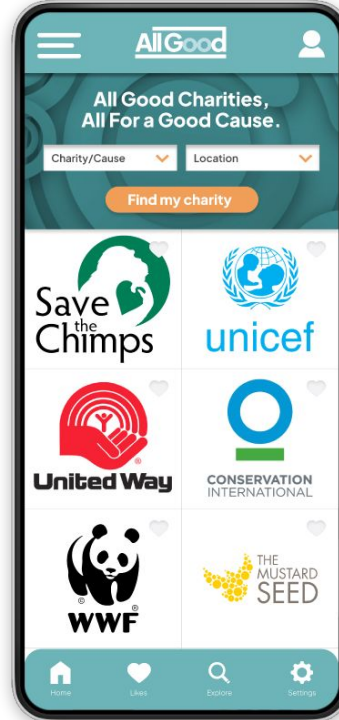 AllGood
All Good Charities,
All For a Good Cause.
Charity/Cause
Location
Find my charity
Save
the
Chimps
unicef
United Way
®
CONSERVATION
INTERNATIONAL
©
WWF
®
THE
MUSTARD
SEED
Home
Likes
Explore
Settings